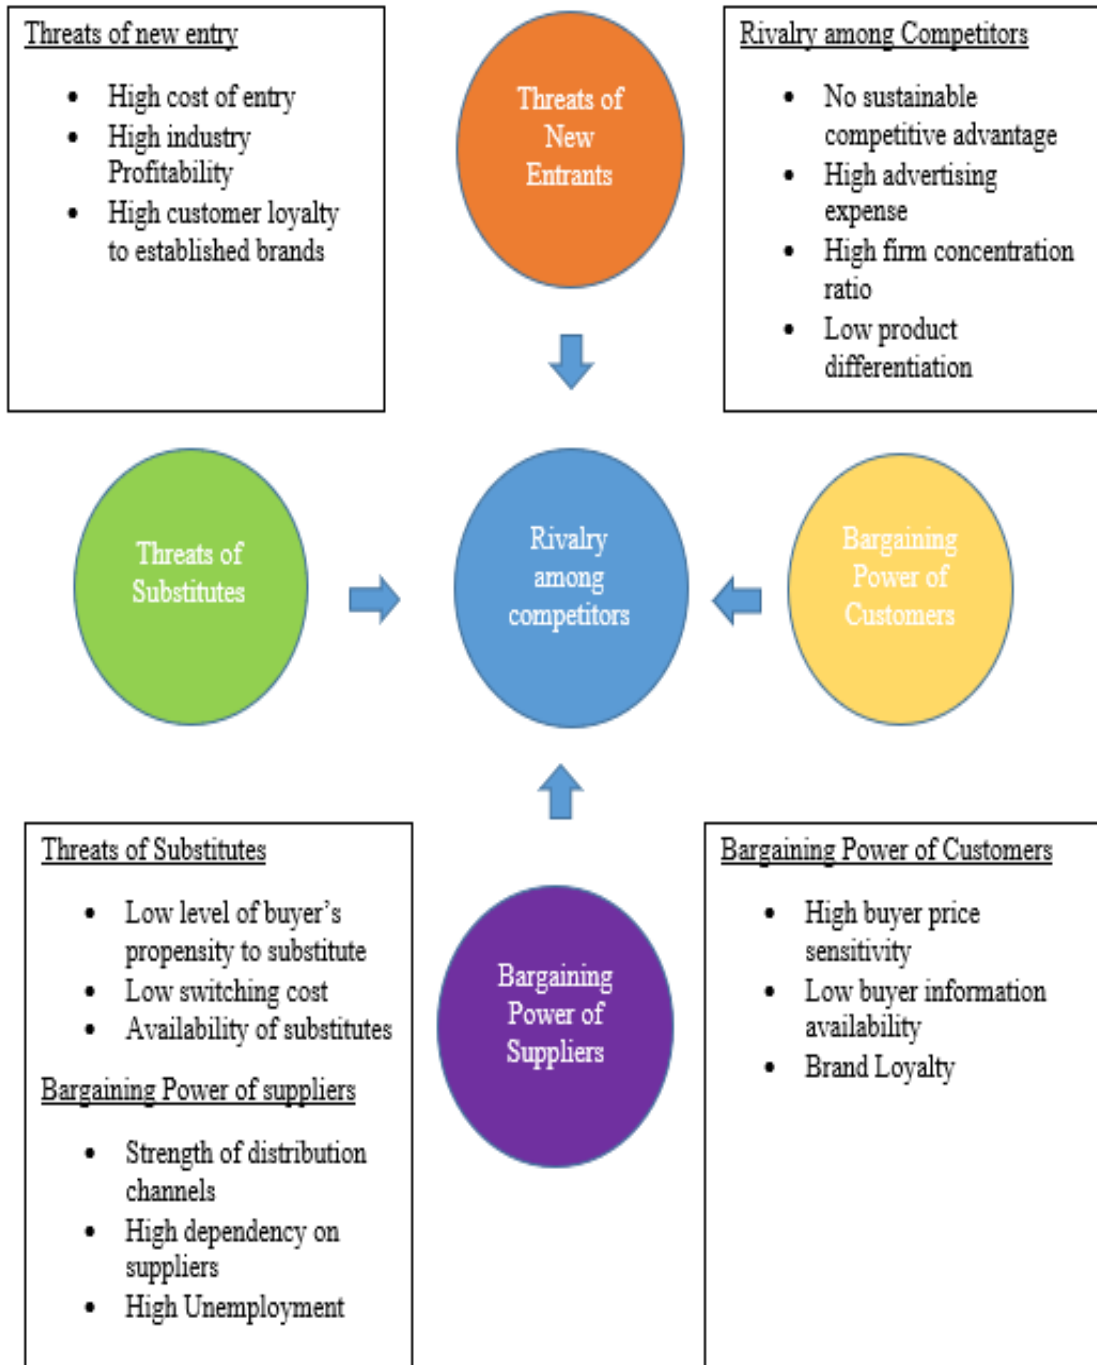 Threats of new entry
• High cost of entry
• High industry
Profitability
• High customer loyalty
to established brands
Threats of
New
Entrants
Rivalry among Competitors
• No sustainable
competitive advantage
• High advertising
expense
• High firm concentration
ratio
• Low product
differentiation
Threats of
Substitutes
Rivalry
among
competitors
Bargaining
Power of
Customers
Threats of Substitutes
• Low level of buyer’s
propensity to substitute
• Low switching cost
• Availability of substitutes
Bargaining Power of suppliers
• Strength of distribution
channels
• High dependency on
suppliers
• High Unemployment
Bargaining
Power of
Suppliers
Bargaining Power of Customers
• High buyer price
sensitivity
• Low buyer information
availability
• Brand Loyalty